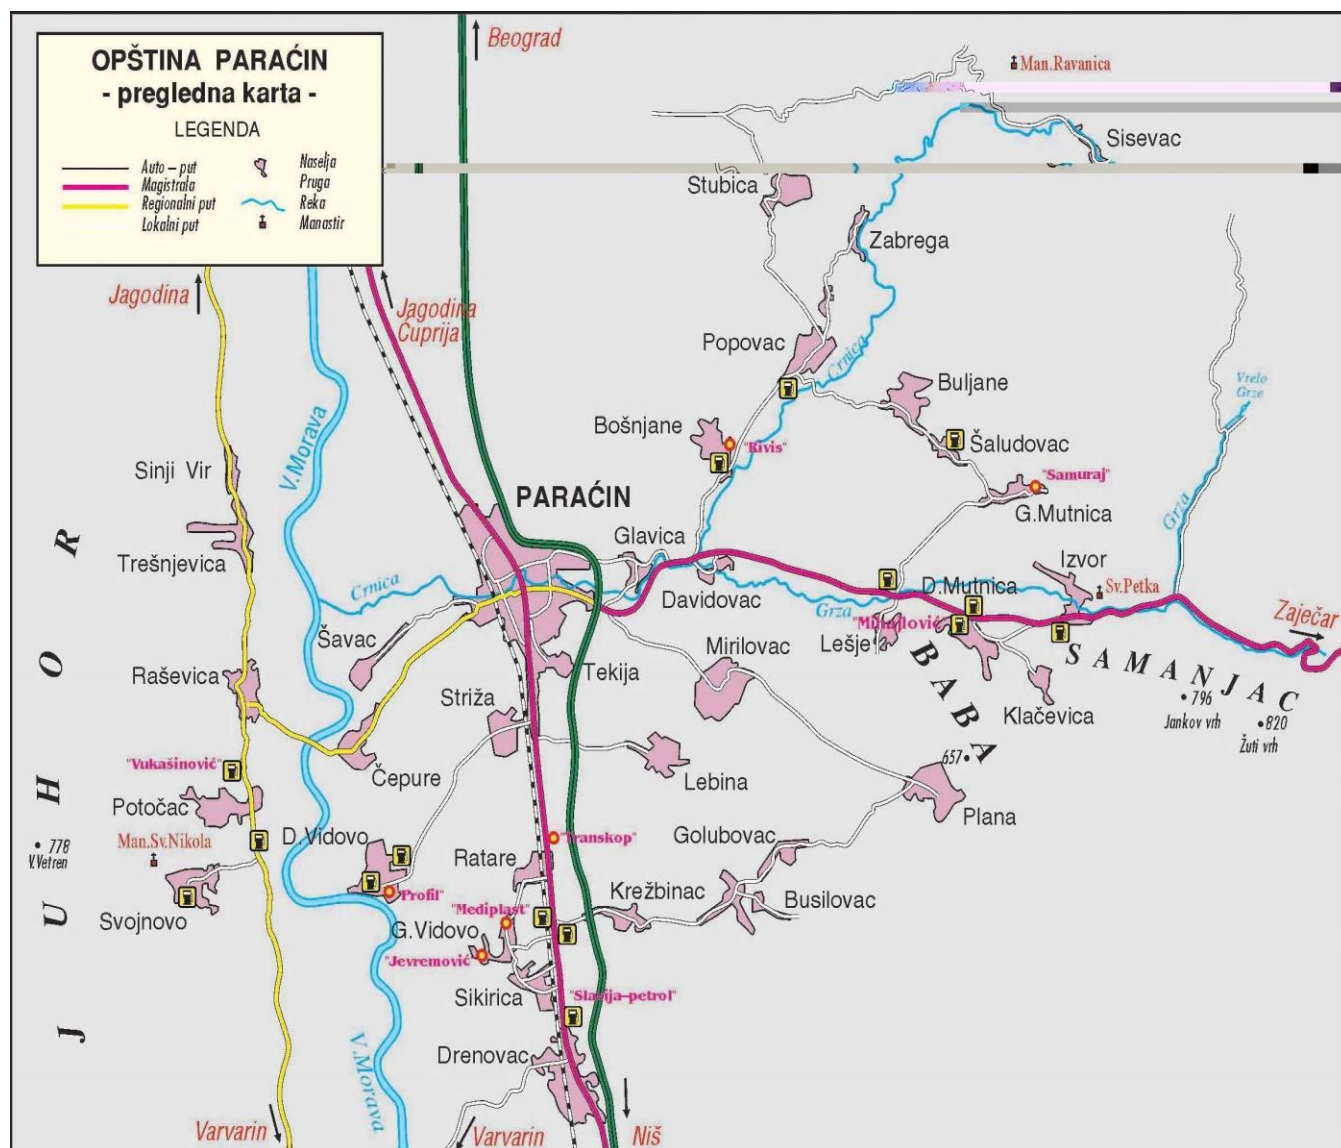 OPŠTINA PARAĆIN
- pregledna karta -
LEGENDA
Auto – put
Magistrala
Regionalni put
Lokalni put
Naselja
Pruga
Reka
Manastir
Beograd
Man.Ravanica
Sisevac
Stubica
Zabrega
Jagodina
Jagodina
Ćuprija
Popovac
Crnica
Buljane
Vrelo
Grze
V.Morava
Bošnjane
"Kivis"
Šaludovac
Sinji Vir
"Samuraj"
PARAĆIN
G.Mutnica
Grza
Glavica
Trešnjevica
Izvor
Crnica
Davidovac
D.Mutnica
Sv.Petka
Grza
Zaječar
"Mihajlović"
Šavac
Lešje
Mirilovac
Tekija
Raševica
BABA
SAMANJAC
Striža
Klačevica
796
Jankov vrh
820
Žuti vrh
657
"Vukašinović"
Čepure
Lebina
Potočac
Plana
JUHOR
778
V.Vetren
Man.Sv.Nikola
D.Vidovo
"Transkop"
Golubovac
Ratare
"Profil"
Krežbinac
Busilovac
Svojnovo
"Mediplast"
G.Vidovo
"Jevremović"
Sikirica
"Slavija–petrol"
V.Morava
Drenovac
Varvarin
Varvarin
Niš